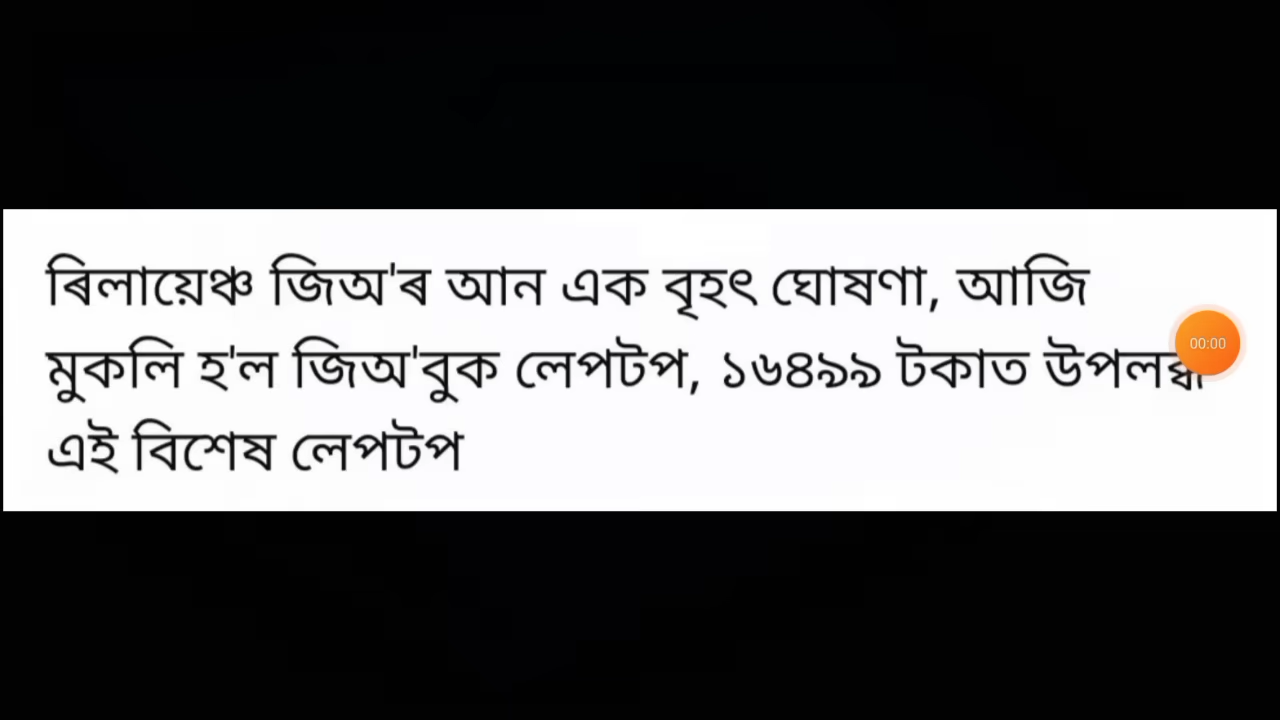 ৰিলায়েঞ্চ জিঅ'ৰ আন এক বৃহৎ ঘোষণা, আজি
মুকলি হ'ল জিঅ'বুক লেপটপ, ১৬৪৯৯ টকাত উপলব্ধ
এই বিশেষ লেপটপ
00:00